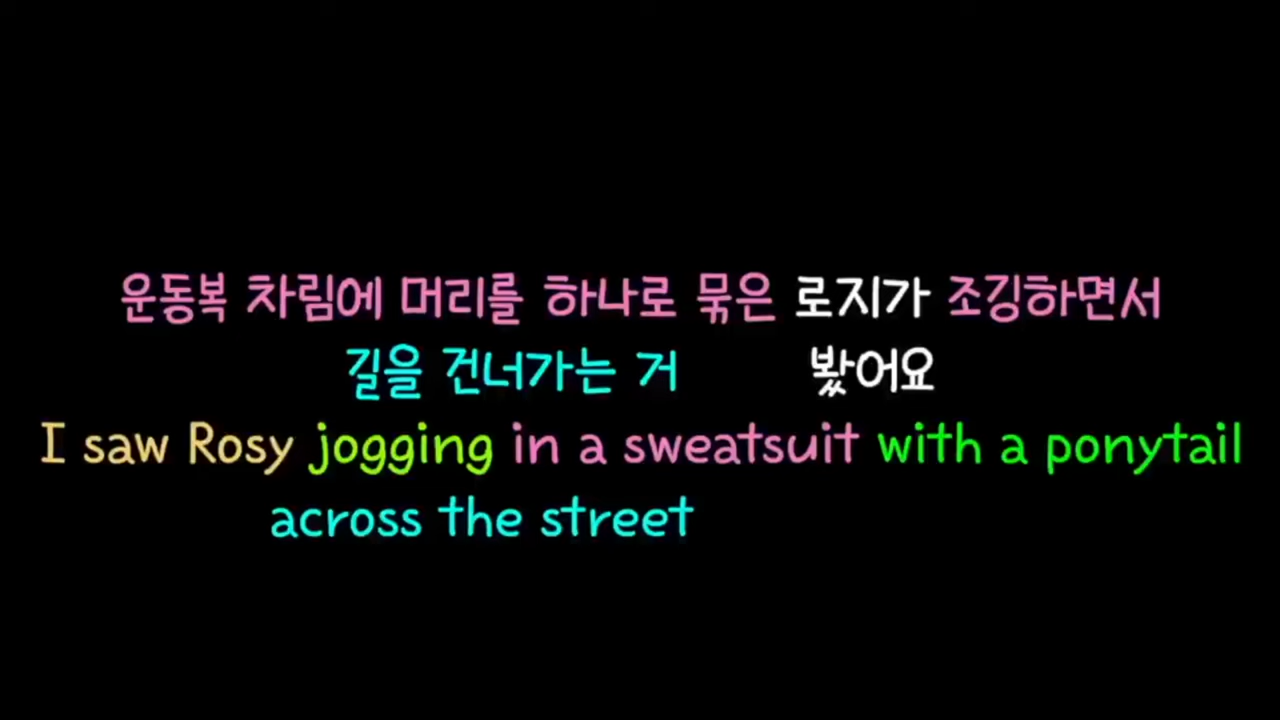 운동복 차림에 머리를 하나로 묶은 로지가 조깅하면서
길을 건너가는 거 봤어요
I saw Rosy jogging in a sweatsuit with a ponytail
across the street